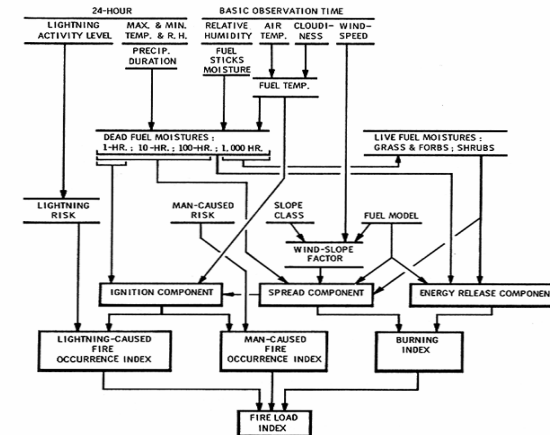 24-HOUR
BASIC OBSERVATION TIME
LIGHTNING
ACTIVITY LEVEL
MAX. & MIN.
TEMP. & R. H.
RELATIVE
HUMIDITY
AIR
TEMP.
CLOUDI-
NESS
WIND-
SPEED
PRECIP.
DURATION
FUEL
STICKS
MOISTURE
FUEL TEMP.
DEAD FUEL MOISTURES :
1-HR. ; 10-HR. ; 100-HR. ; 1,000 HR.
LIVE FUEL MOISTURES :
GRASS & FORBS ; SHRUBS
LIGHTNING
RISK
MAN-CAUSED
RISK
SLOPE
CLASS
FUEL MODEL
WIND-SLOPE
FACTOR
IGNITION COMPONENT
SPREAD COMPONENT
ENERGY RELEASE COMPONEN
LIGHTNING-CAUSED
FIRE
OCCURRENCE INDEX
MAN-CAUSED
FIRE
OCCURRENCE INDEX
BURNING
INDEX
FIRE LOAD
INDEX